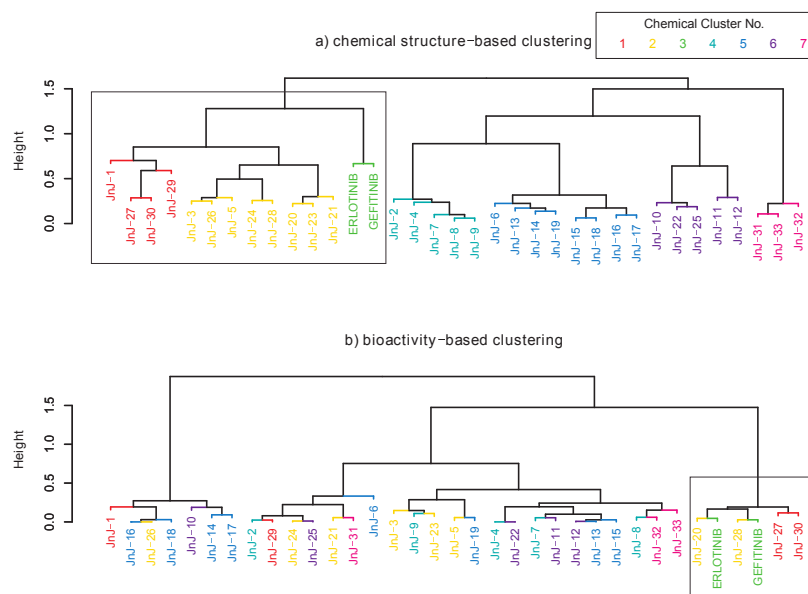 Chemical Cluster No.
1 2 3 4 5 6 7
a) chemical structure-based clustering
Height
0.0 0.5 1.0 1.5
JnJ-1
JnJ-27
JnJ-30
JnJ-29
JnJ-3
JnJ-26
JnJ-5
JnJ-24
JnJ-28
JnJ-20
JnJ-23
JnJ-21
ERLOTINIB
GEFITINIB
JnJ-2
JnJ-4
JnJ-7
JnJ-8
JnJ-9
JnJ-6
JnJ-13
JnJ-14
JnJ-19
JnJ-15
JnJ-18
JnJ-16
JnJ-17
JnJ-10
JnJ-22
JnJ-25
JnJ-11
JnJ-12
JnJ-31
JnJ-33
JnJ-32
b) bioactivity-based clustering
Height
0.0 0.5 1.0 1.5
JnJ-1
JnJ-16
JnJ-26
JnJ-18
JnJ-10
JnJ-14
JnJ-17
JnJ-2
JnJ-29
JnJ-24
JnJ-25
JnJ-21
JnJ-31
JnJ-6
JnJ-3
JnJ-9
JnJ-23
JnJ-5
JnJ-19
JnJ-4
JnJ-22
JnJ-7
JnJ-11
JnJ-12
JnJ-13
JnJ-15
JnJ-8
JnJ-32
JnJ-33
JnJ-20
ERLOTINIB
JnJ-28
GEFITINIB
JnJ-27
JnJ-30